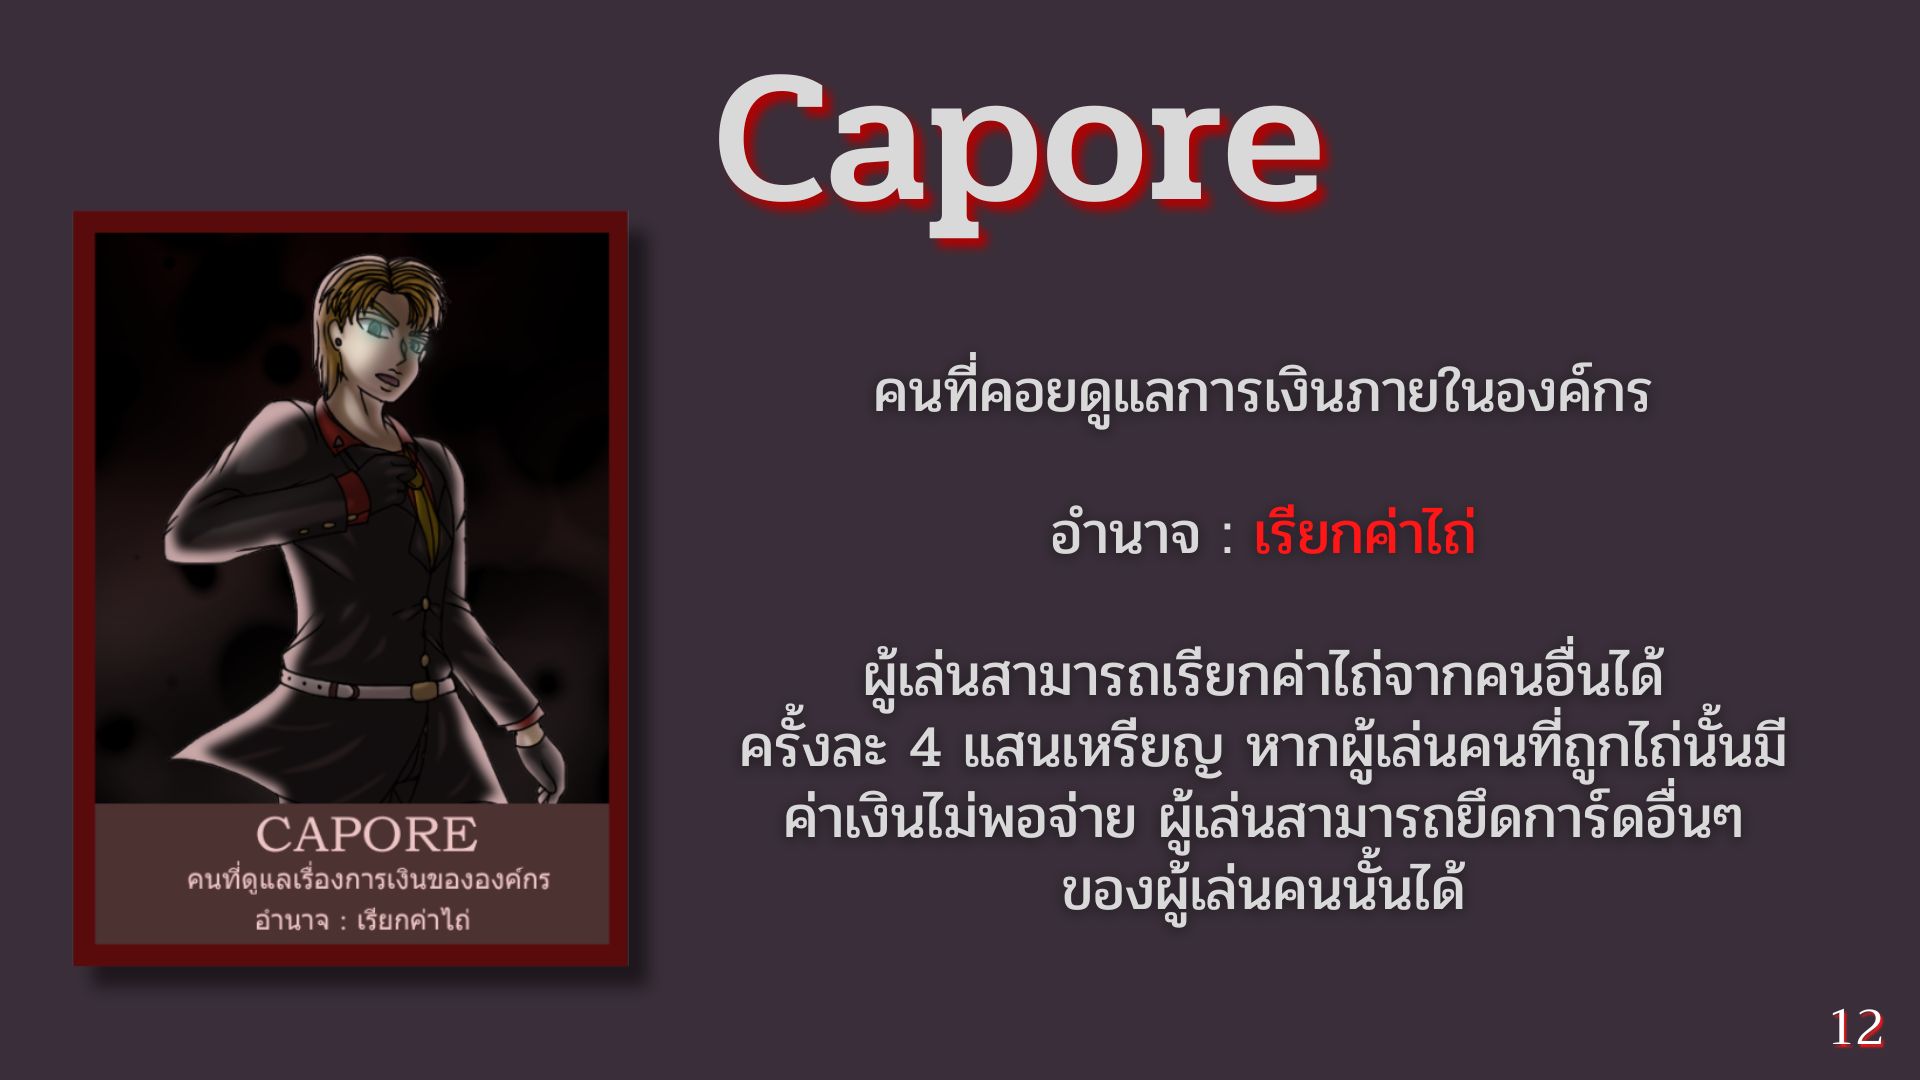 Capore
คนที่คอยดูแลการเงินภายในองค์กร
อำนาจ : เรียกค่าไถ่
ผู้เล่นสามารถเรียกค่าไถ่จากคนอื่นได้
ครั้งละ 4 แสนเหรียญ หากผู้เล่นคนที่ถูกไถ่นั้นมี
ค่าเงินไม่พอจ่าย ผู้เล่นสามารถยึดการ์ดอื่นๆ
ของผู้เล่นคนนั้นได้
CAPORE
คนที่ดูแลเรื่องการเงินขององค์กร
อำนาจ : เรียกค่าไถ่
12